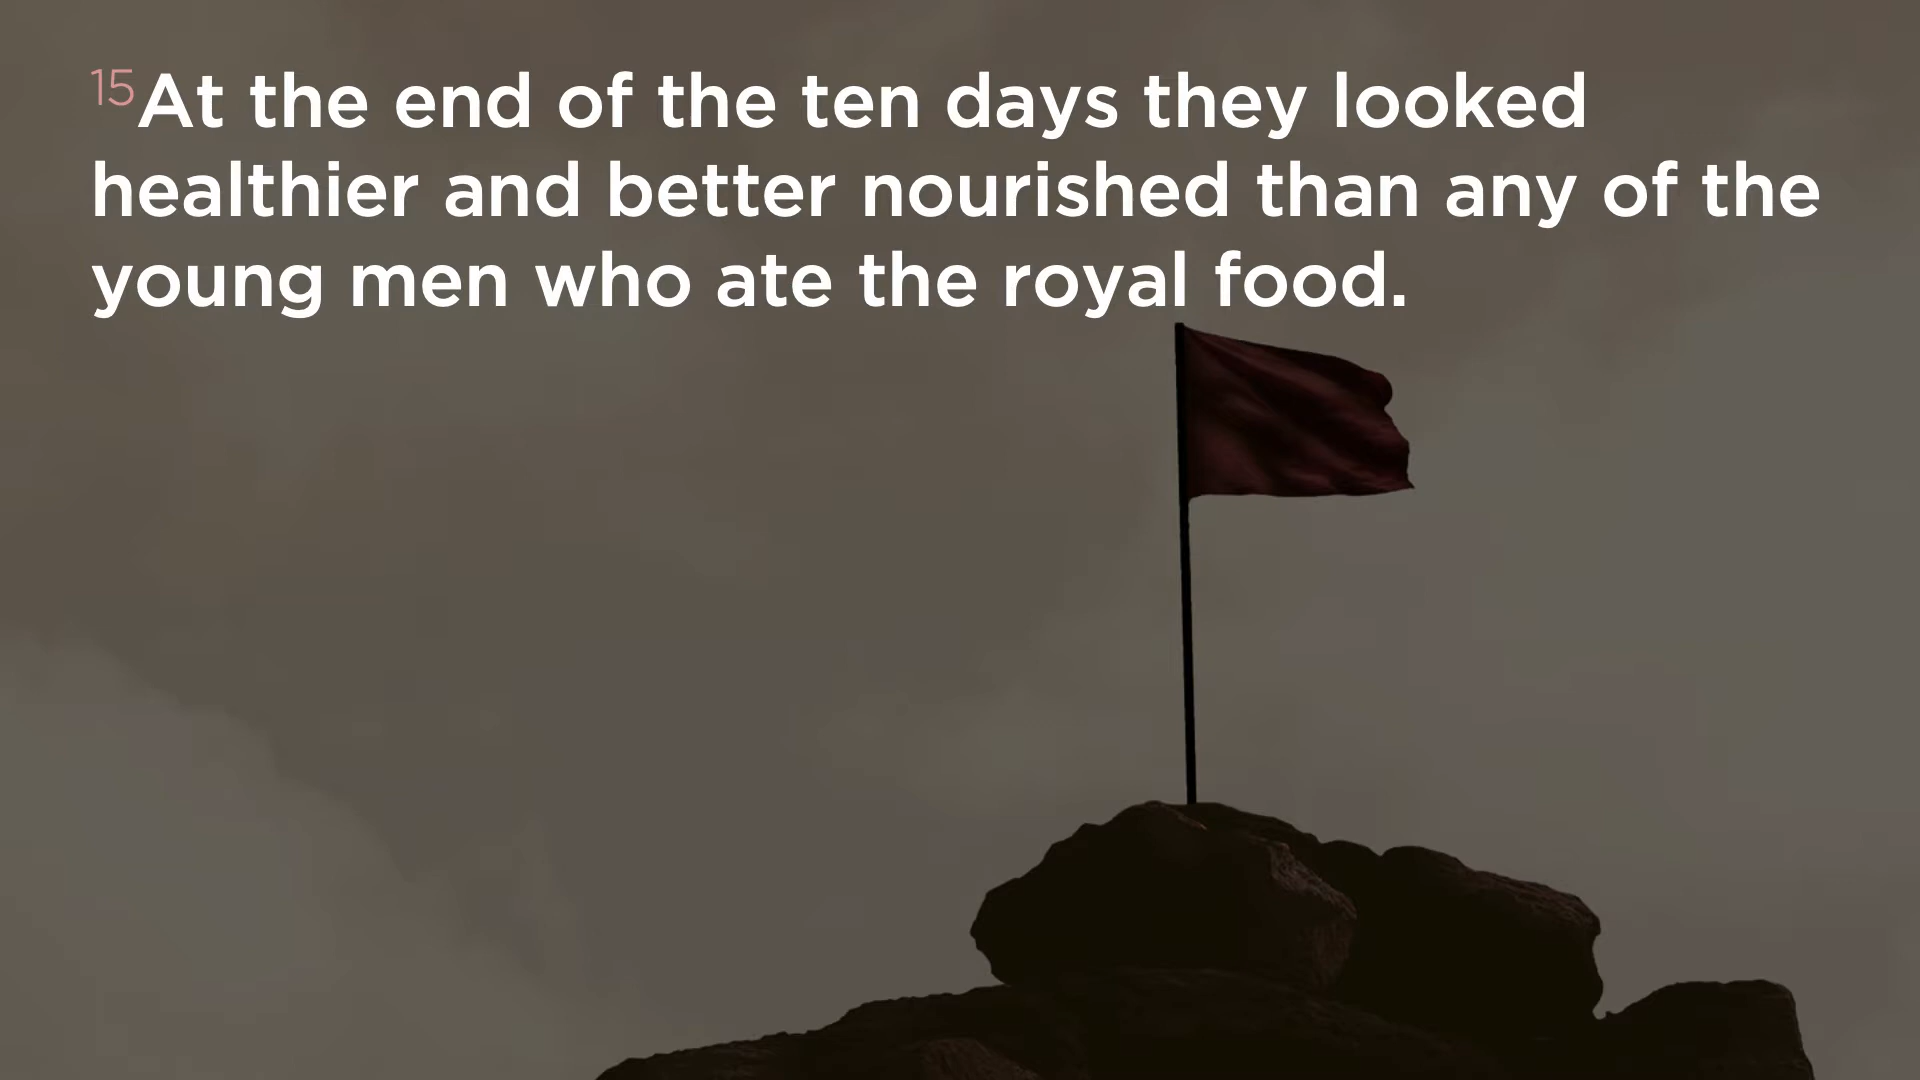 15At the end of the ten days they looked
healthier and better nourished than any of the
young men who ate the royal food.